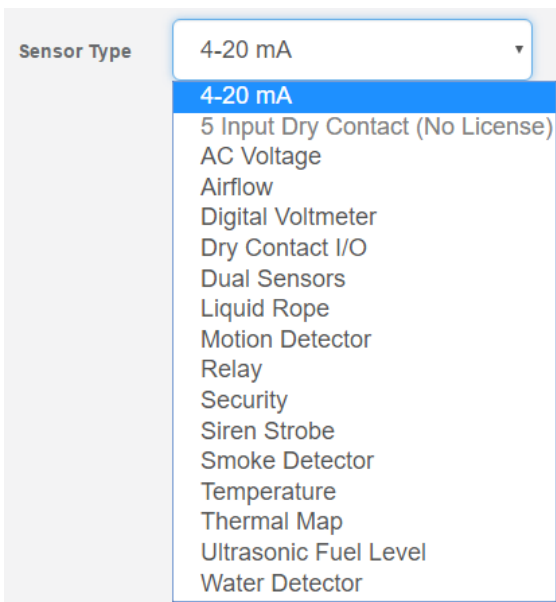 Sensor Type 4-20 mA
4-20 mA
5 Input Dry Contact (No License)
AC Voltage
Airflow
Digital Voltmeter
Dry Contact I/O
Dual Sensors
Liquid Rope
Motion Detector
Relay
Security
Siren Strobe
Smoke Detector
Temperature
Thermal Map
Ultrasonic Fuel Level
Water Detector